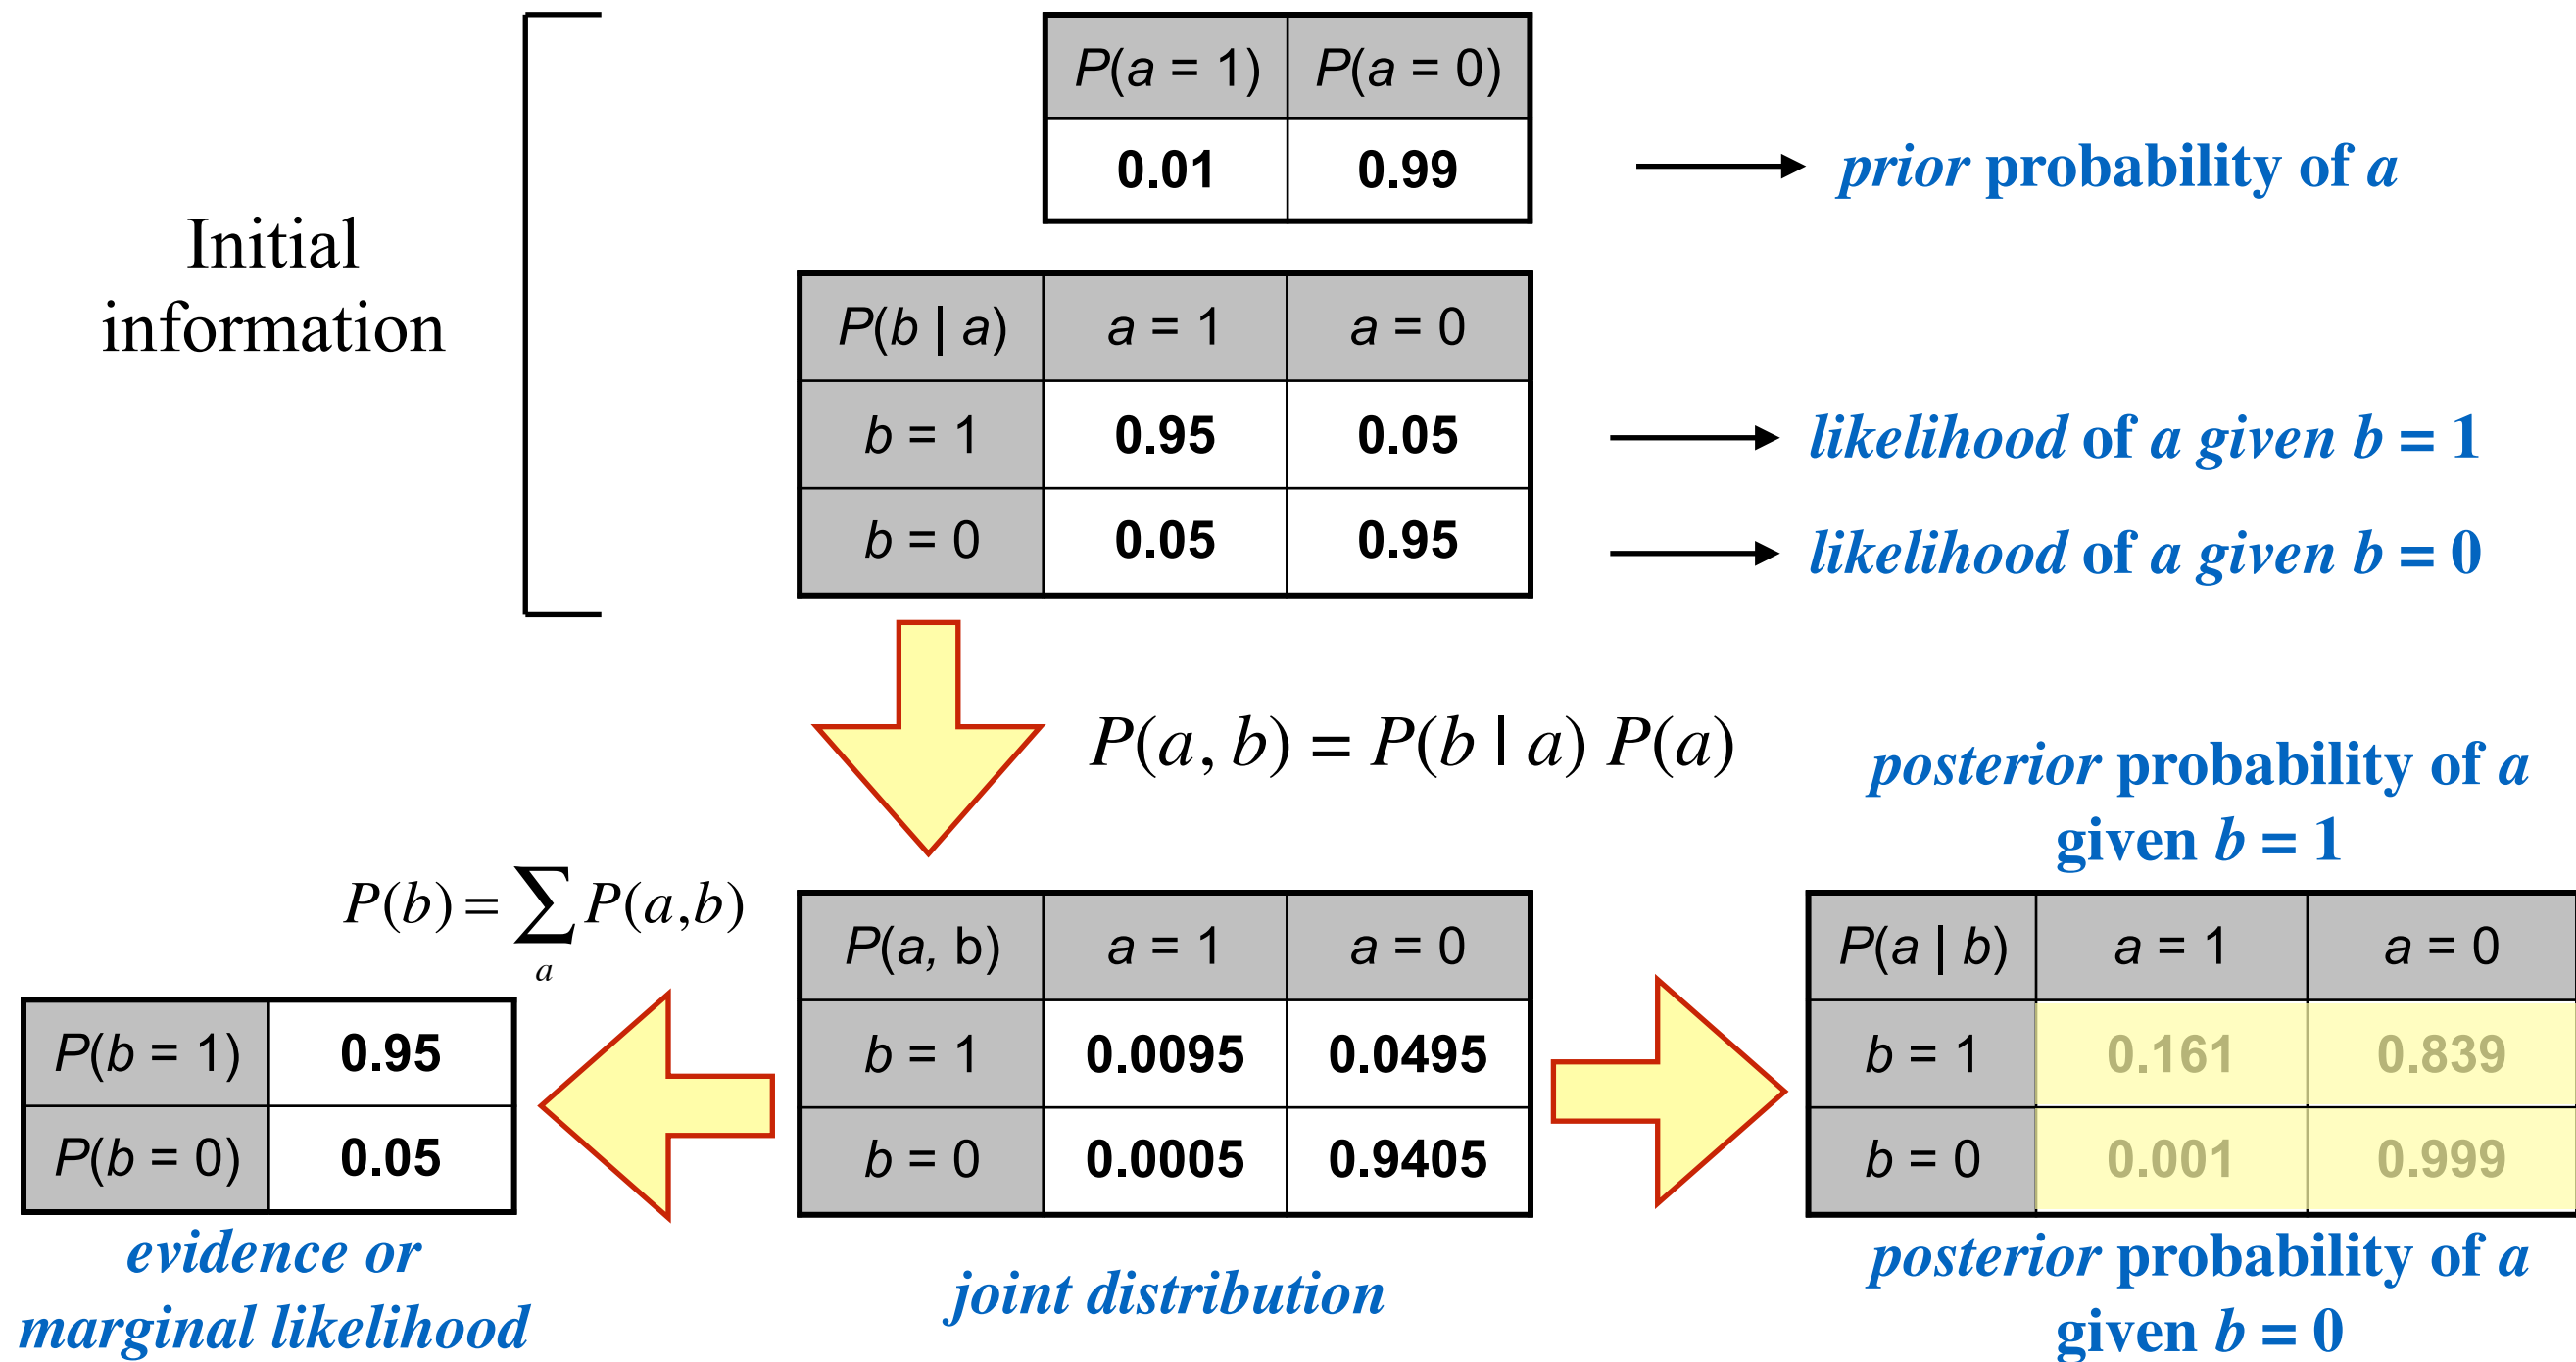 P(a = 1) P(a = 0)
0.01 0.99
prior probability of a
Initial
information
P(b | a) a = 1 a = 0
b = 1 0.95 0.05
likelihood of a given b = 1
b = 0 0.05 0.95
likelihood of a given b = 0
P(a, b) = P(b | a) P(a)
posterior probability of a
given b = 1
P(b) = ∑ P(a,b)
a
P(a, b) a = 1 a = 0
b = 1 0.0095 0.0495
b = 0 0.0005 0.9405
P(a | b) a = 1 a = 0
b = 1 0.161 0.839
b = 0 0.001 0.999
P(b = 1) 0.95
P(b = 0) 0.05
evidence or
marginal likelihood
joint distribution
posterior probability of a
given b = 0